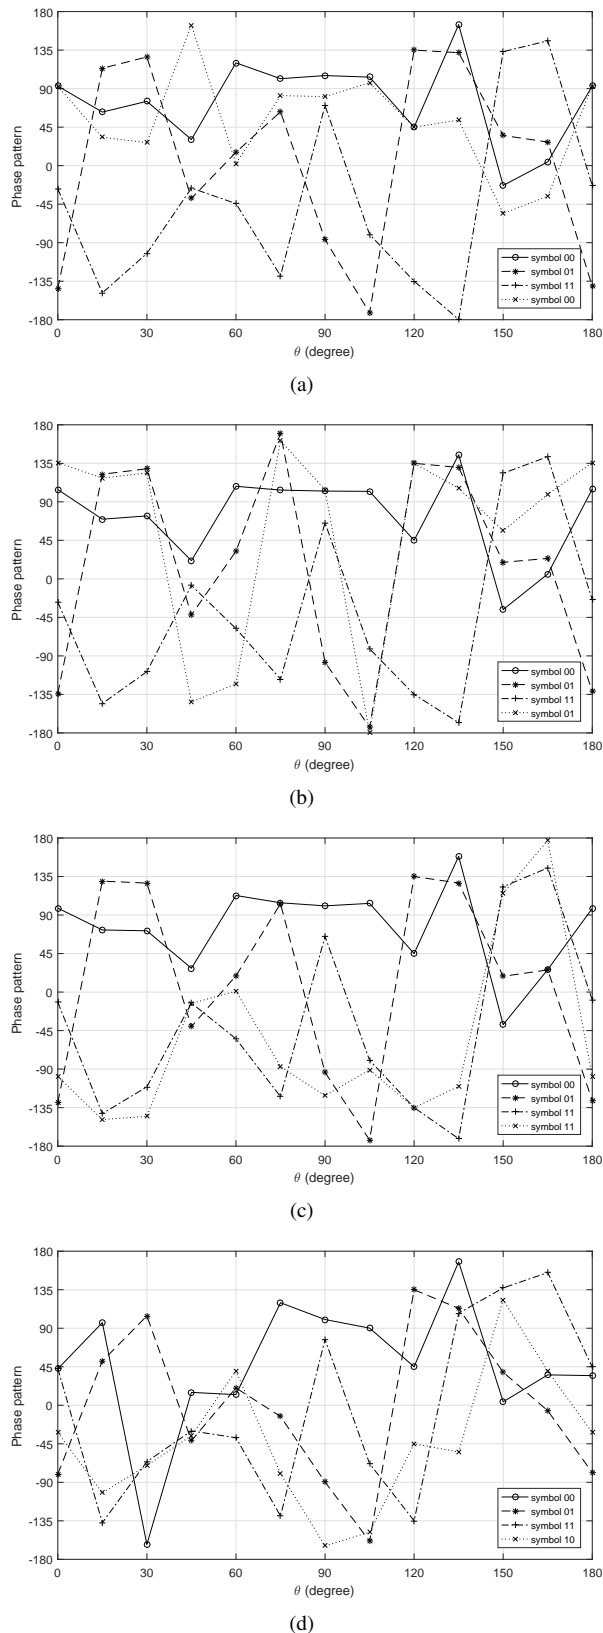 180
135
90
45
0
-45
-90
-135
-180
Phase pattern
0 30 60 90 120 150 180
θ (degree)
symbol 00
symbol 01
symbol 11
symbol 00
(a)
180
135
90
45
0
-45
-90
-135
-180
Phase pattern
0 30 60 90 120 150 180
θ (degree)
symbol 00
symbol 01
symbol 11
symbol 01
(b)
180
135
90
45
0
-45
-90
-135
-180
Phase pattern
0 30 60 90 120 150 180
θ (degree)
symbol 00
symbol 01
symbol 11
symbol 11
(c)
180
135
90
45
0
-45
-90
-135
-180
Phase pattern
0 30 60 90 120 150 180
θ (degree)
symbol 00
symbol 01
symbol 11
symbol 10
(d)